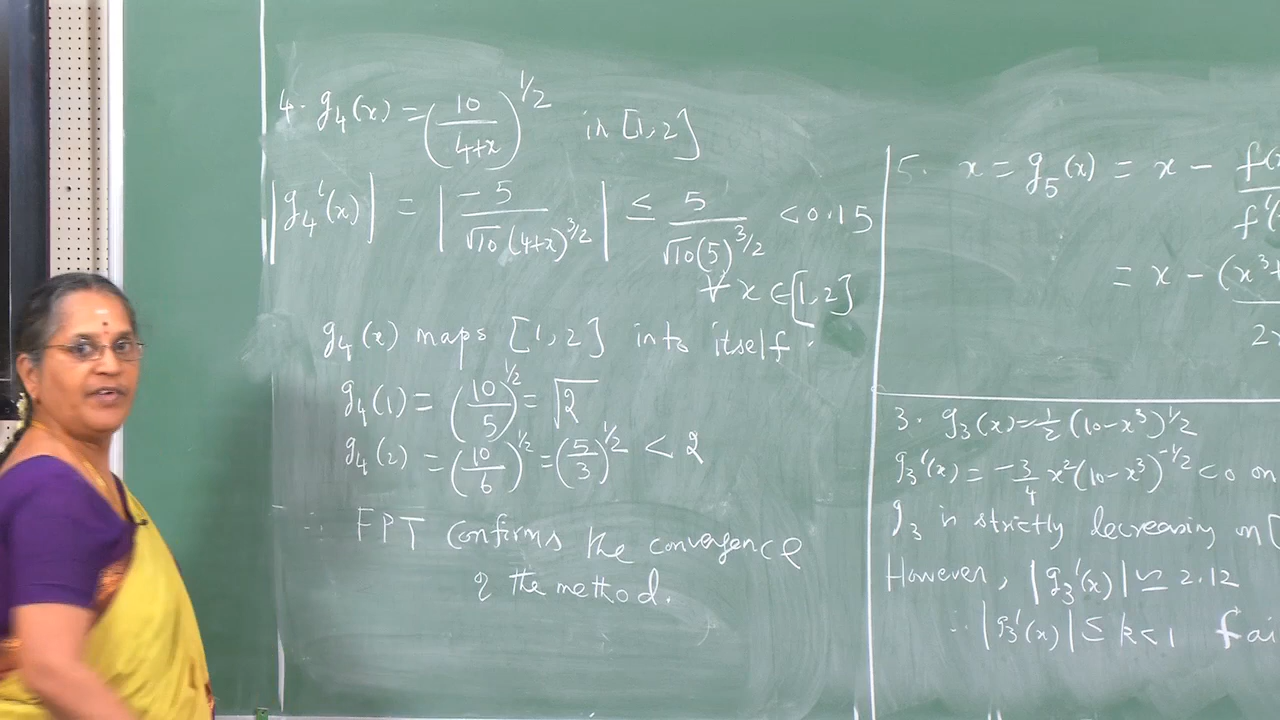 4. g₄(x) = (10/(4+x))^{1/2} in [1, 2]
|g₄'(x)| = |-5/(√10 (4+x)^{3/2})| ≤ 5/(√10 (5)^{3/2}) < 0.15
∀ x ∈ [1, 2]
g₄(x) maps [1, 2] into itself.
g₄(1) = (10/5)^{1/2} = √2
g₄(2) = (10/6)^{1/2} = (5/3)^{1/2} < 2
∴ FPT confirms the convergence
of the method.
5. x = g₅(x) = x - f(x/f'(
= x - (x³+
3. g₃(x) = 1/2 (10-x³)^{1/2}
g₃'(x) = -3/4 x² (10-x³)^{-1/2} < 0 on
g₃ is strictly decreasing on [
However, |g₃'(x)| ≃ 2.12
∴ |g₃'(x)| ≤ k < 1 fai